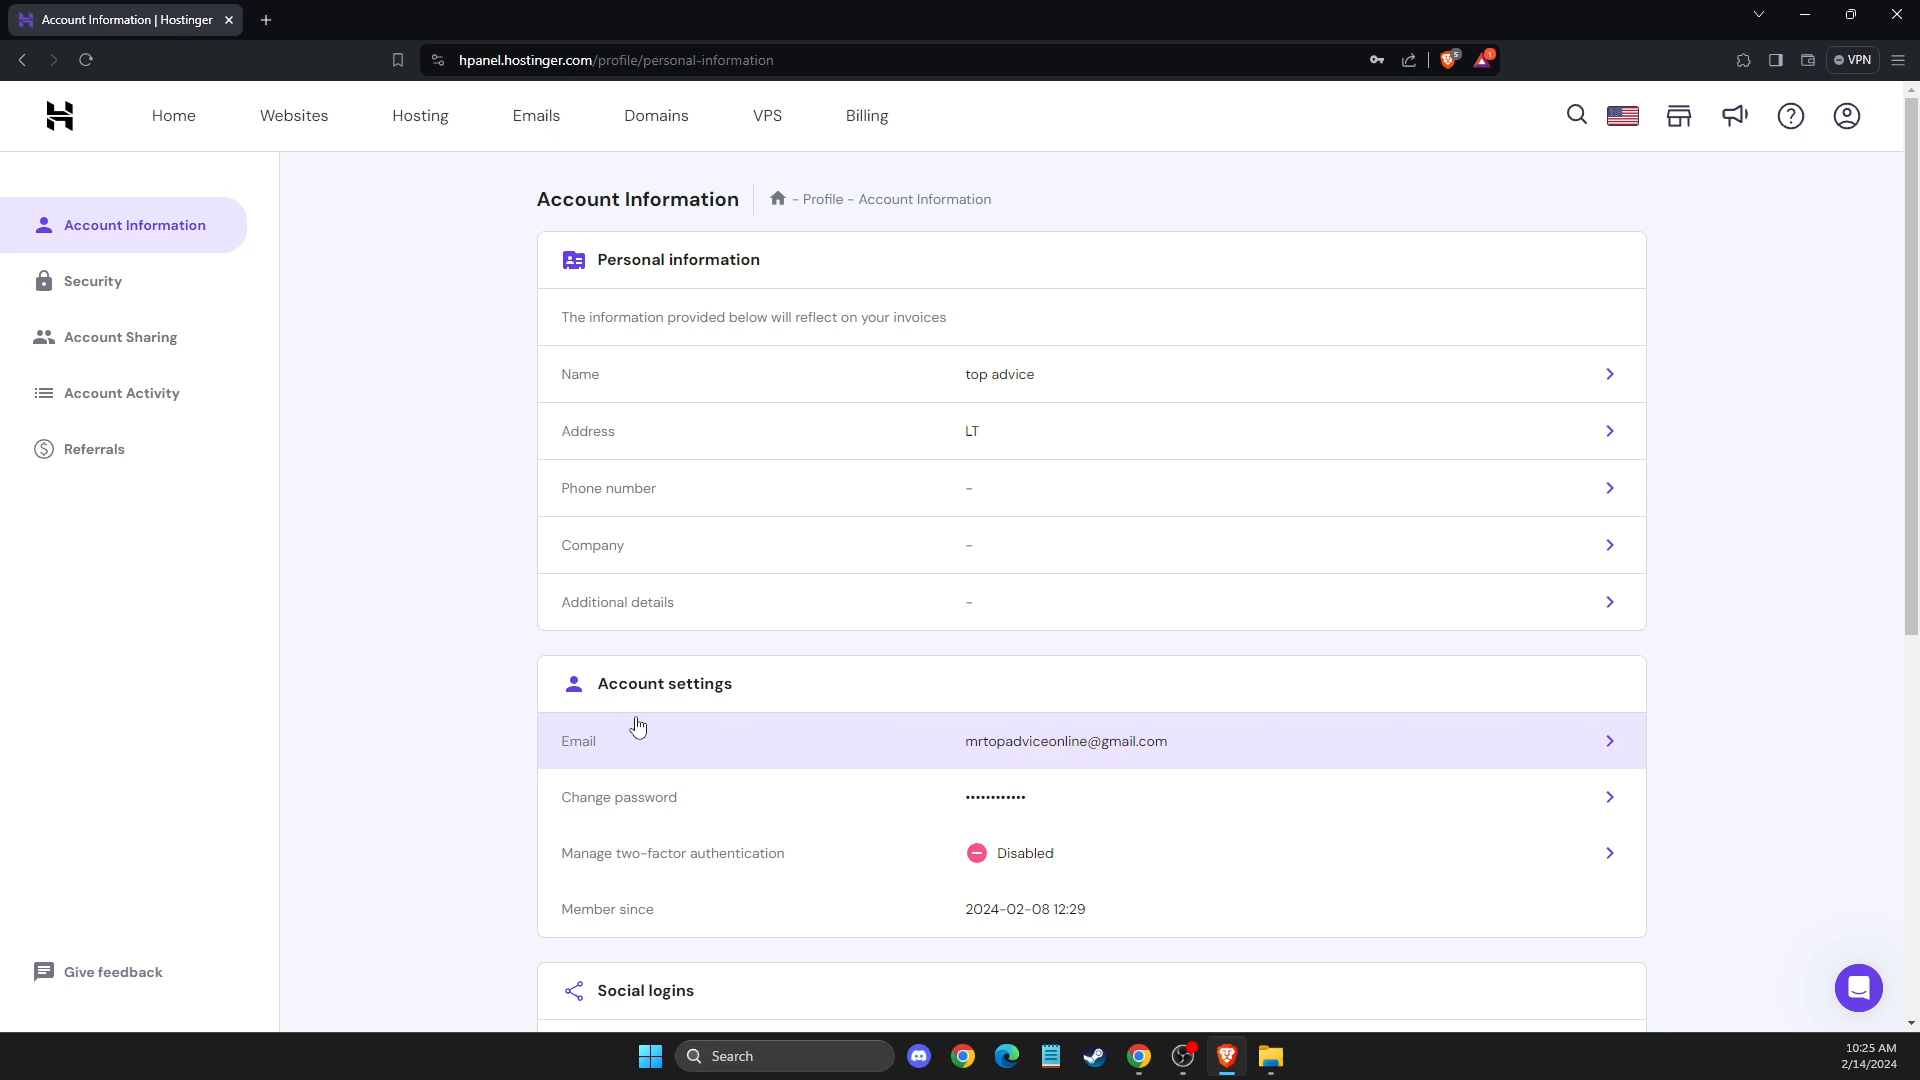 Account Information | Hostinger
hpanel.hostinger.com/profile/personal-information
5
1
VPN
Home
Websites
Hosting
Emails
Domains
VPS
Billing
Account Information
Security
Account Sharing
Account Activity
Referrals
Give feedback
Account Information
- Profile - Account Information
Personal information
The information provided below will reflect on your invoices
Name
top advice
Address
LT
Phone number
-
Company
-
Additional details
-
Account settings
Email
mrtopadviceonline@gmail.com
Change password
••••••••••••
Manage two-factor authentication
Disabled
Member since
2024-02-08 12:29
Social logins
Search
10:25 AM
2/14/2024